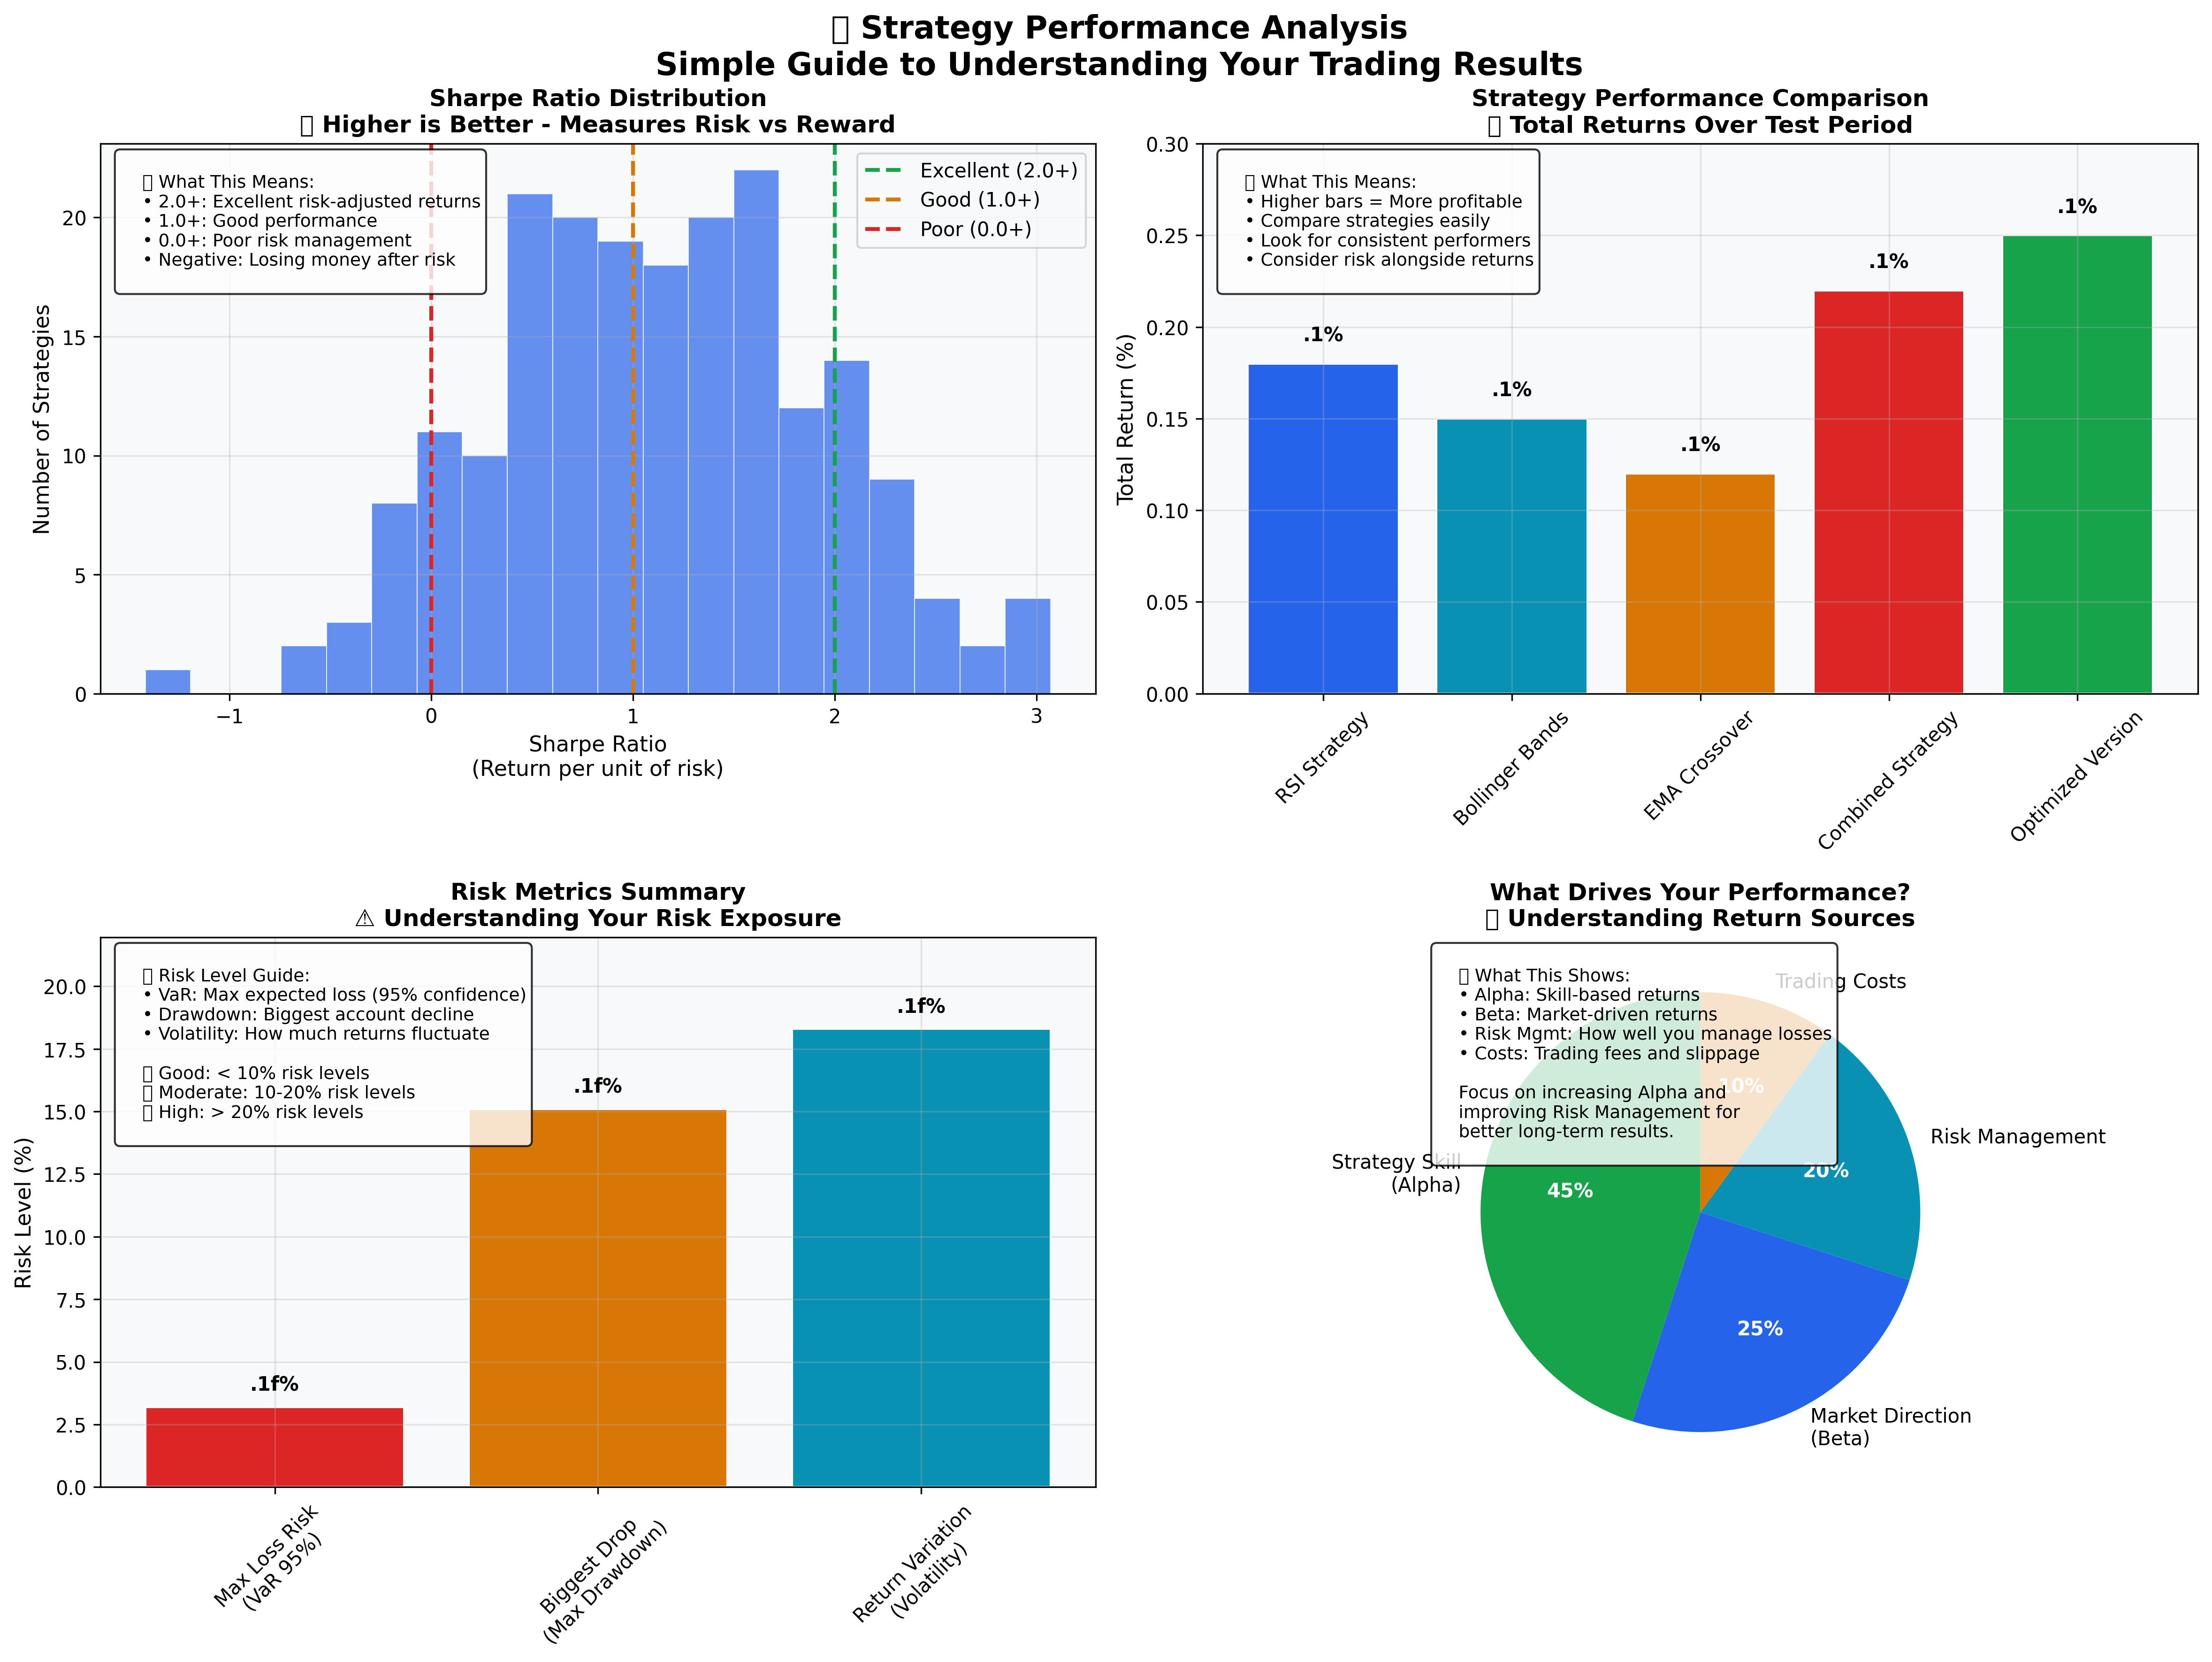 ▯ Strategy Performance Analysis
Simple Guide to Understanding Your Trading Results
Sharpe Ratio Distribution
▯ Higher is Better - Measures Risk vs Reward
▯ What This Means:
• 2.0+: Excellent risk-adjusted returns
• 1.0+: Good performance
• 0.0+: Poor risk management
• Negative: Losing money after risk
Excellent (2.0+)
Good (1.0+)
Poor (0.0+)
Number of Strategies
20
15
10
5
0
−1
0
1
2
3
Sharpe Ratio
(Return per unit of risk)
Strategy Performance Comparison
▯ Total Returns Over Test Period
▯ What This Means:
• Higher bars = More profitable
• Compare strategies easily
• Look for consistent performers
• Consider risk alongside returns
Total Return (%)
0.30
0.25
0.20
0.15
0.10
0.05
0.00
.1%
.1%
.1%
.1%
.1%
RSI Strategy
Bollinger Bands
EMA Crossover
Combined Strategy
Optimized Version
Risk Metrics Summary
⚠ Understanding Your Risk Exposure
▯ Risk Level Guide:
• VaR: Max expected loss (95% confidence)
• Drawdown: Biggest account decline
• Volatility: How much returns fluctuate
▯ Good: < 10% risk levels
▯ Moderate: 10-20% risk levels
▯ High: > 20% risk levels
Risk Level (%)
20.0
17.5
15.0
12.5
10.0
7.5
5.0
2.5
0.0
.1f%
.1f%
.1f%
Max Loss Risk
(VaR 95%)
Biggest Drop
(Max Drawdown)
Return Variation
(Volatility)
What Drives Your Performance?
▯ Understanding Return Sources
▯ What This Shows:
• Alpha: Skill-based returns
• Beta: Market-driven returns
• Risk Mgmt: How well you manage losses
• Costs: Trading fees and slippage
Focus on increasing Alpha and
improving Risk Management for
better long-term results.
Trading Costs
10%
Risk Management
20%
Strategy Skill
(Alpha)
45%
25%
Market Direction
(Beta)